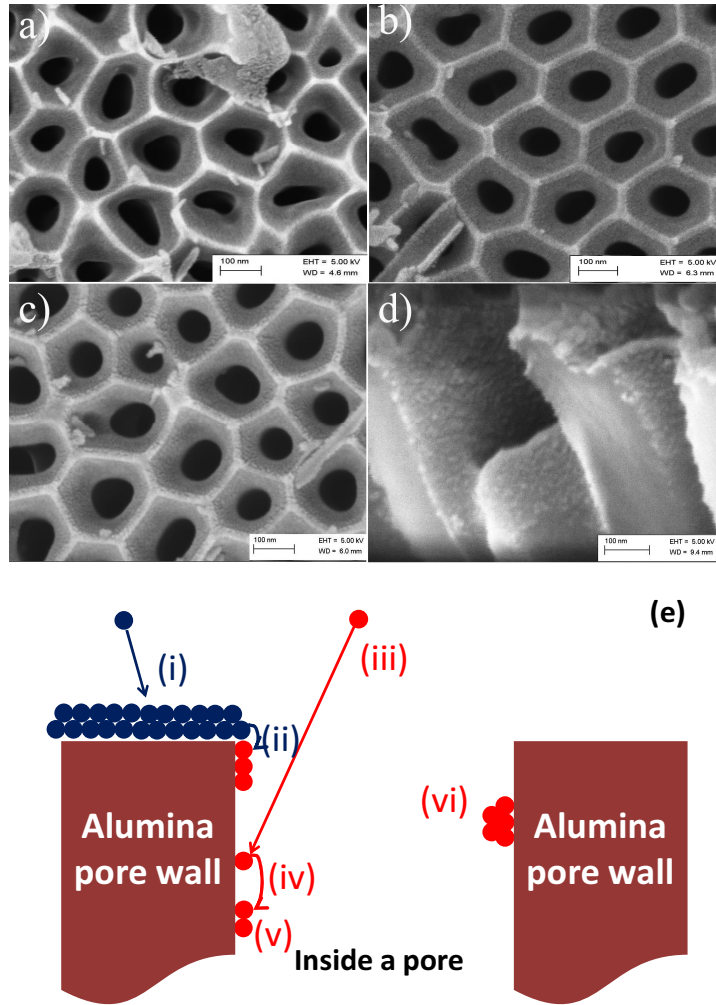 a)
100 nm
EHT = 5.00 kV
WD = 4.6 mm
b)
100 nm
EHT = 5.00 kV
WD = 6.3 mm
c)
100 nm
EHT = 5.00 kV
WD = 6.0 mm
d)
100 nm
EHT = 5.00 kV
WD = 9.4 mm
(e)
(i)
(iii)
(ii)
Alumina
pore wall
(iv)
(v)
(vi)
Alumina
pore wall
Inside a pore